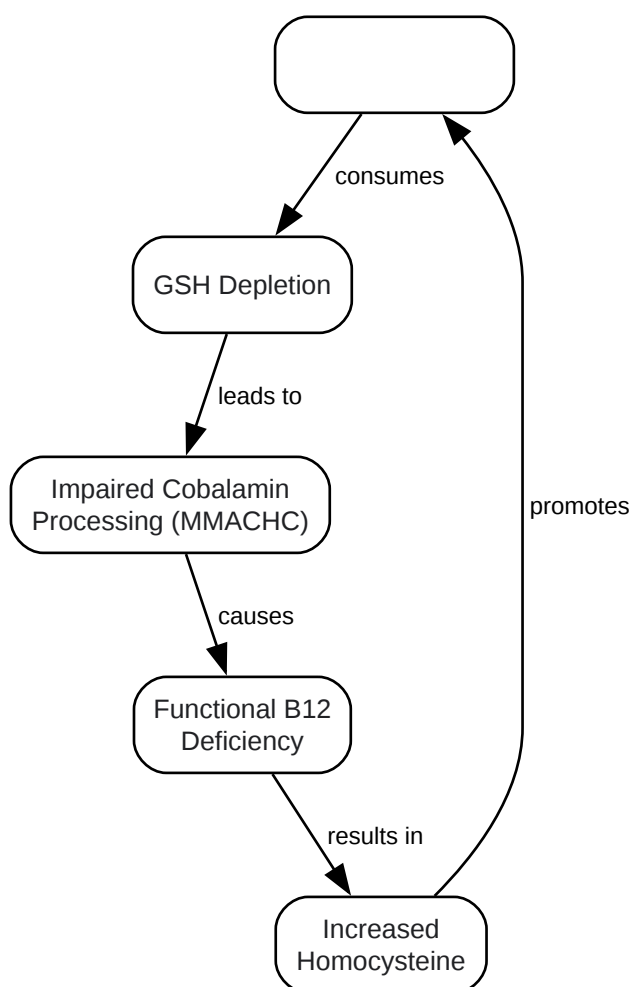 consumes
GSH Depletion
leads to
Impaired Cobalamin
Processing (MMACHC)
promotes
causes
Functional B12
Deficiency
results in
Increased
Homocysteine